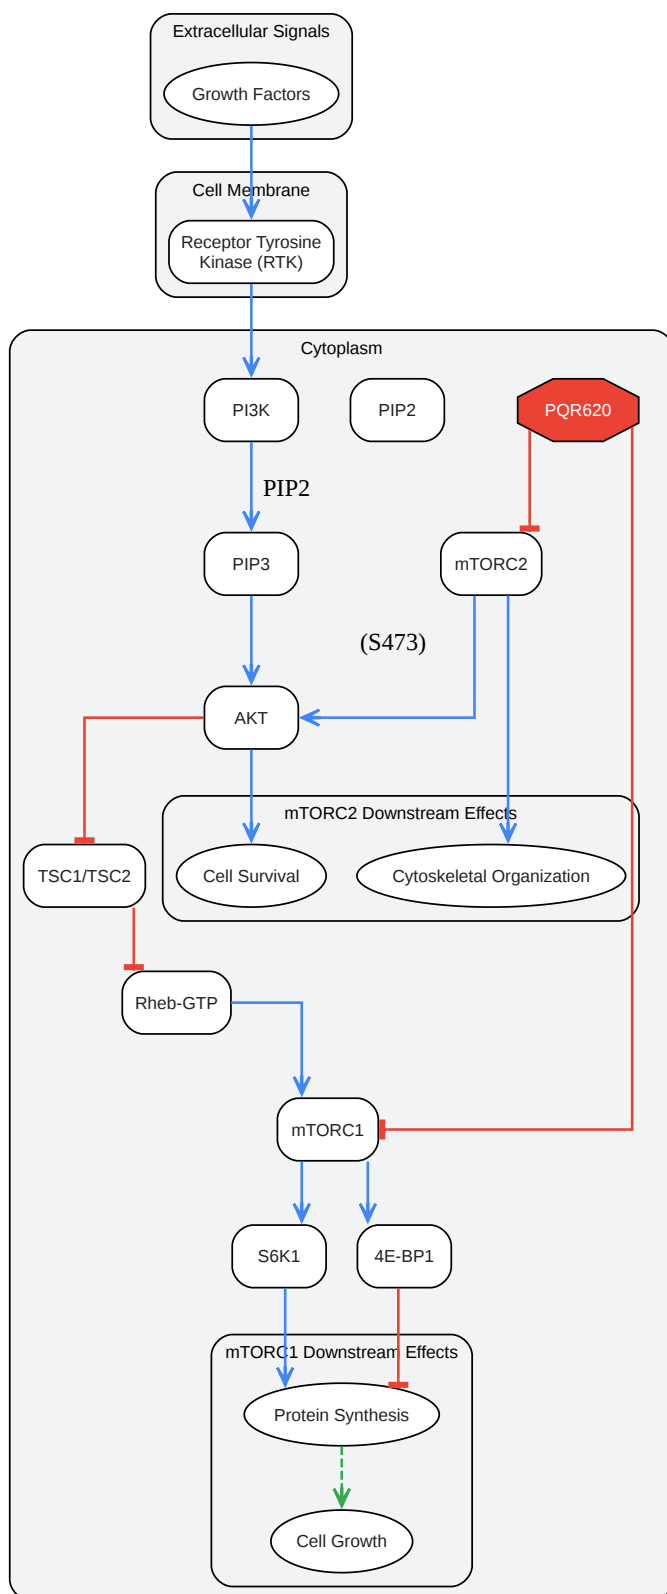 Extracellular Signals
Growth Factors
Cell Membrane
Receptor Tyrosine
Kinase (RTK)
Cytoplasm
PI3K
PIP2
PQR620
PIP2
PIP3
mTORC2
(S473)
AKT
mTORC2 Downstream Effects
TSC1/TSC2
Cell Survival
Cytoskeletal Organization
Rheb-GTP
mTORC1
S6K1
4E-BP1
mTORC1 Downstream Effects
Protein Synthesis
Cell Growth